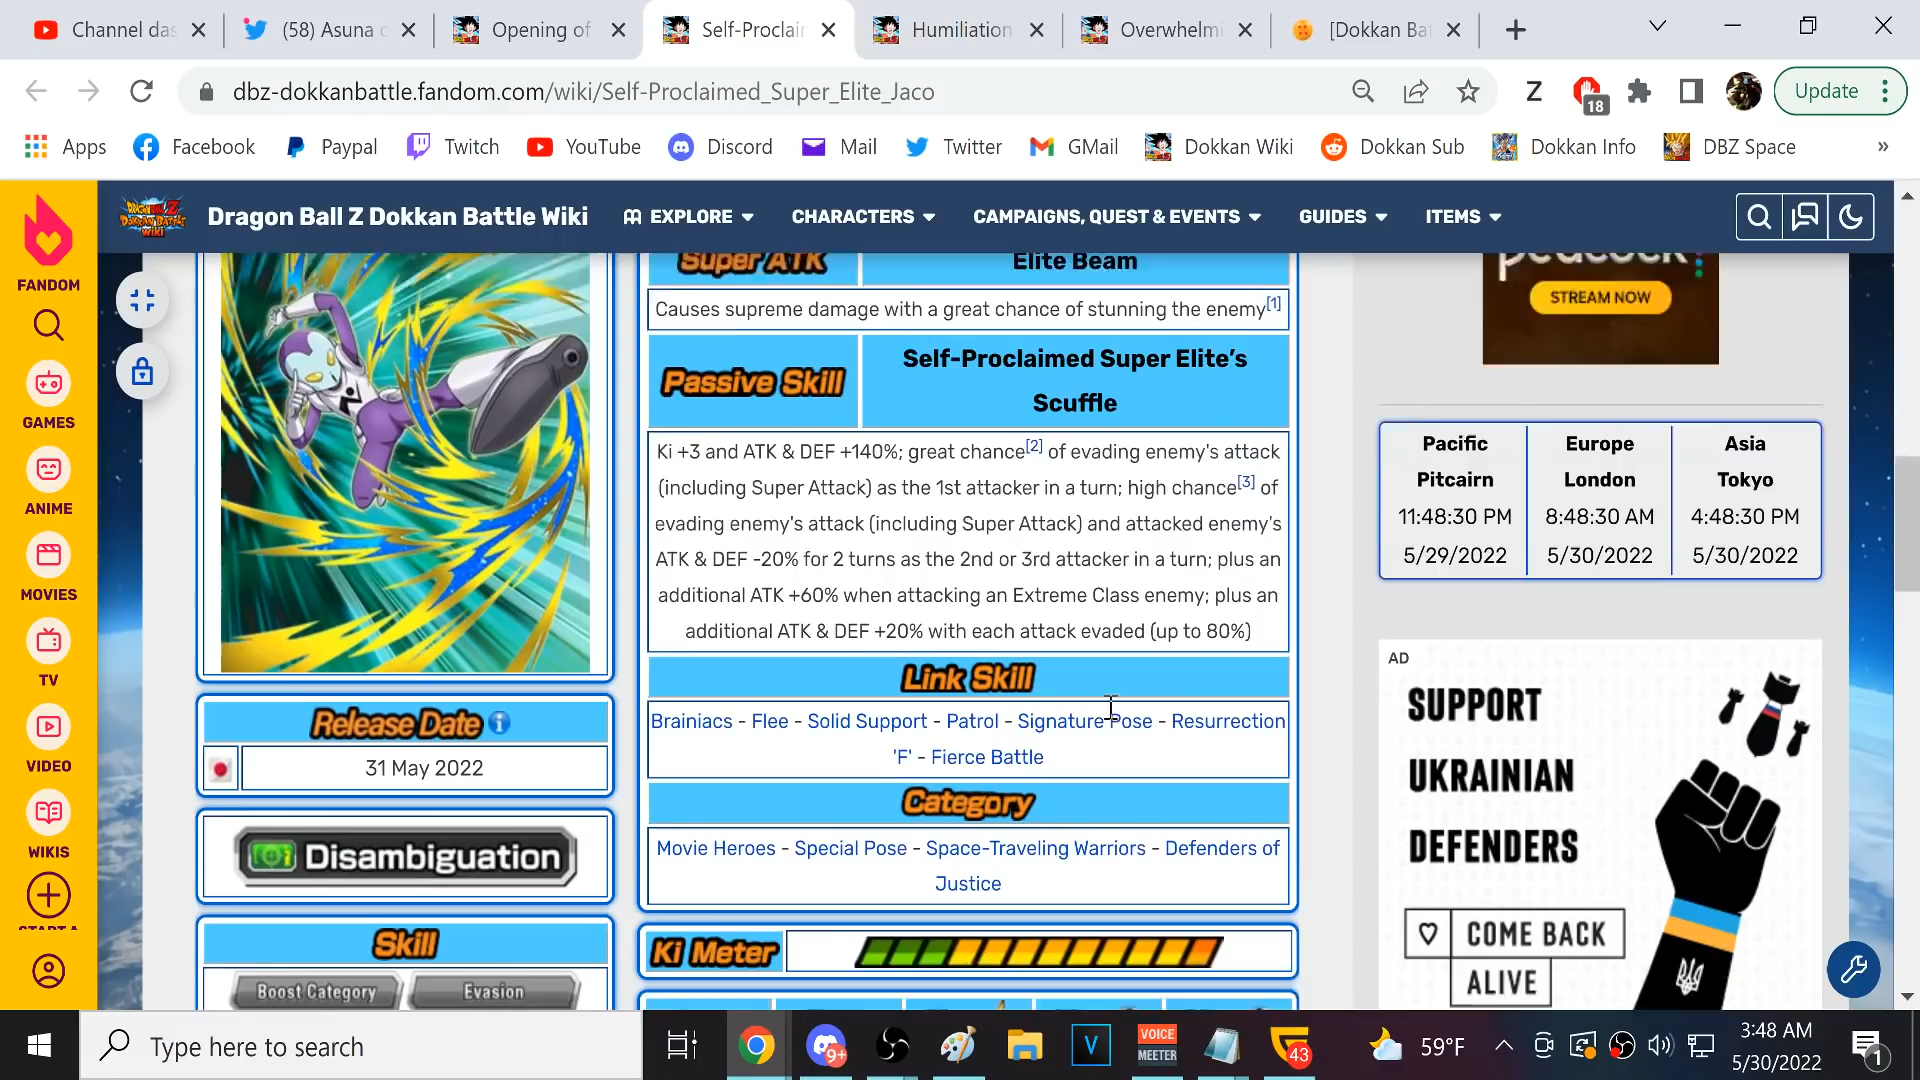 Channel das
(58) Asuna c
Opening of
Self-Proclaim
Humiliation
Overwhelmi
[Dokkan Bat
dbz-dokkanbattle.fandom.com/wiki/Self-Proclaimed_Super_Elite_Jaco
Z
18
Update
Apps
Facebook
Paypal
Twitch
YouTube
Discord
Mail
Twitter
GMail
Dokkan Wiki
Dokkan Sub
Dokkan Info
DBZ Space
»
Dragon Ball Z Dokkan Battle Wiki
EXPLORE
CHARACTERS
CAMPAIGNS, QUEST & EVENTS
GUIDES
ITEMS
FANDOM
GAMES
ANIME
MOVIES
TV
VIDEO
WIKIS
START A
Release Date
31 May 2022
Disambiguation
Skill
Boost Category
Evasion
Super ATK
Elite Beam
Causes supreme damage with a great chance of stunning the enemy[1]
Passive Skill
Self-Proclaimed Super Elite's
Scuffle
Ki +3 and ATK & DEF +140%; great chance[2] of evading enemy's attack
(including Super Attack) as the 1st attacker in a turn; high chance[3] of
evading enemy's attack (including Super Attack) and attacked enemy's
ATK & DEF -20% for 2 turns as the 2nd or 3rd attacker in a turn; plus an
additional ATK +60% when attacking an Extreme Class enemy; plus an
additional ATK & DEF +20% with each attack evaded (up to 80%)
Link Skill
Brainiacs - Flee - Solid Support - Patrol - Signature Pose - Resurrection
'F' - Fierce Battle
Category
Movie Heroes - Special Pose - Space-Traveling Warriors - Defenders of
Justice
Ki Meter
peacock
STREAM NOW
Pacific
Pitcairn
11:48:30 PM
5/29/2022
Europe
London
8:48:30 AM
5/30/2022
Asia
Tokyo
4:48:30 PM
5/30/2022
AD
SUPPORT
UKRAINIAN
DEFENDERS
COME BACK
ALIVE
Type here to search
9+
V
VOICE
MEETER
43
59°F
3:48 AM
5/30/2022
1